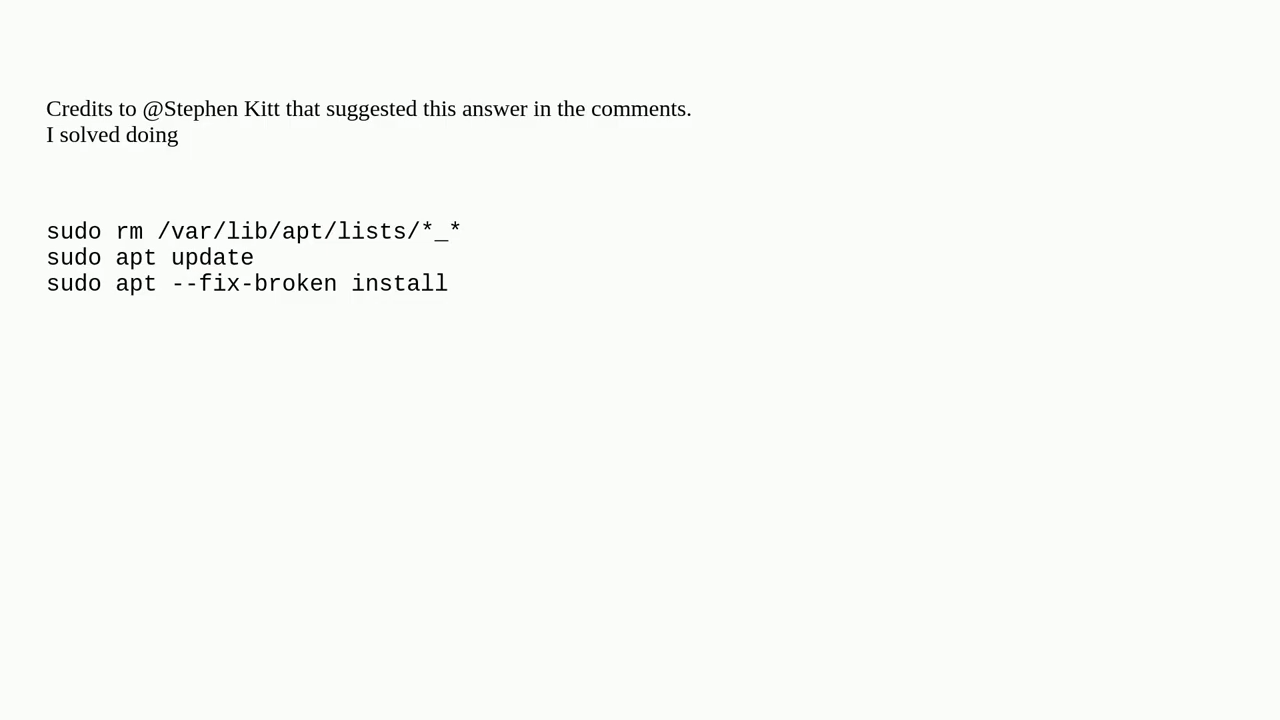 Credits to @Stephen Kitt that suggested this answer in the comments.
I solved doing
sudo rm /var/lib/apt/lists/*_*
sudo apt update
sudo apt --fix-broken install